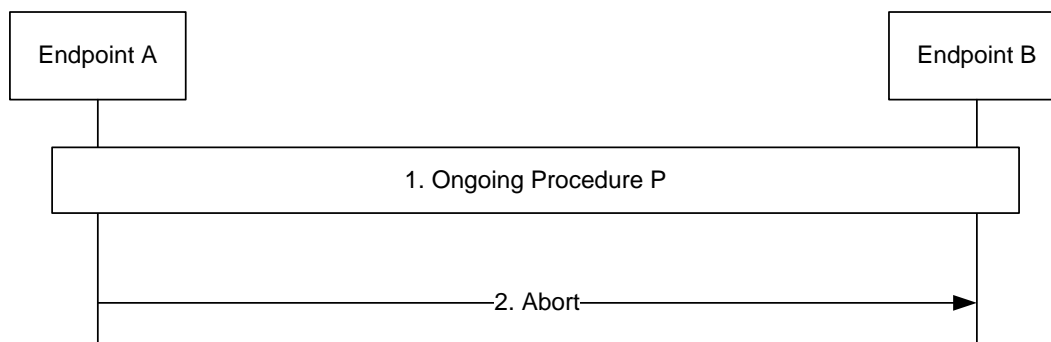 Endpoint A
Endpoint B
1. Ongoing Procedure P
2. Abort